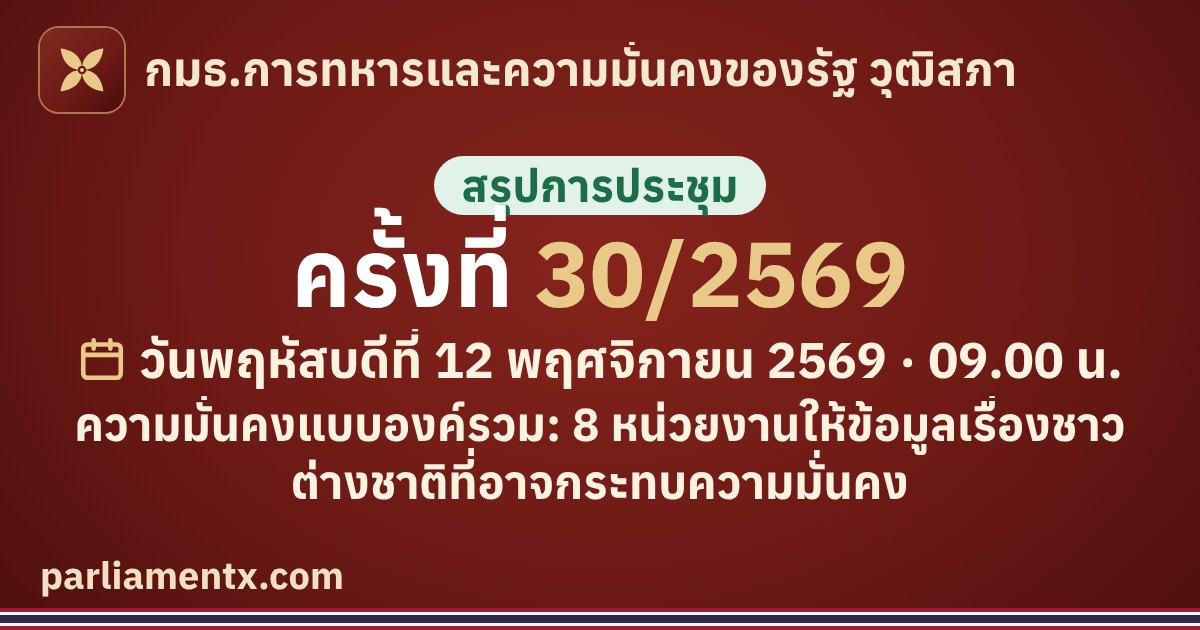 กมธ.การทหารและความมั่นคงของรัฐ วุฒิสภา
สรุปการประชุม
ครั้งที่ 30/2569
วันพฤหัสบดีที่ 12 พฤศจิกายน 2569 · 09.00 น.
ความมั่นคงแบบองค์รวม: 8 หน่วยงานให้ข้อมูลเรื่องชาว
ต่างชาติที่อาจกระทบความมั่นคง
parliamentx.com